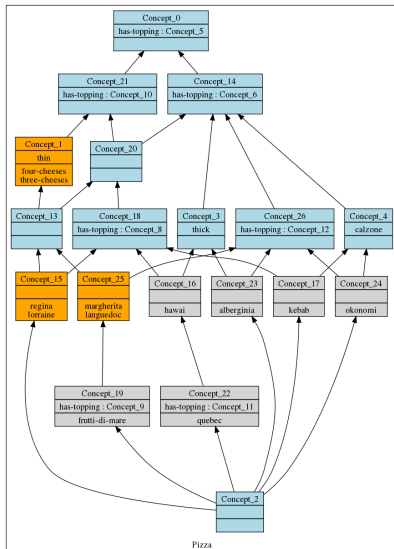 Concept_0
has-topping : Concept_5
Concept_21
has-topping : Concept_10
Concept_14
has-topping : Concept_6
Concept_1
thin
four-cheeses
three-cheeses
Concept_20
Concept_13
Concept_18
has-topping : Concept_8
Concept_3
thick
Concept_26
has-topping : Concept_12
Concept_4
calzone
Concept_15
regina
lorraine
Concept_25
margherita
languedoc
Concept_16
hawai
Concept_23
alberginia
Concept_17
kebab
Concept_24
okonomi
Concept_19
has-topping : Concept_9
frutti-di-mare
Concept_22
has-topping : Concept_11
quebec
Concept_2
Pizza